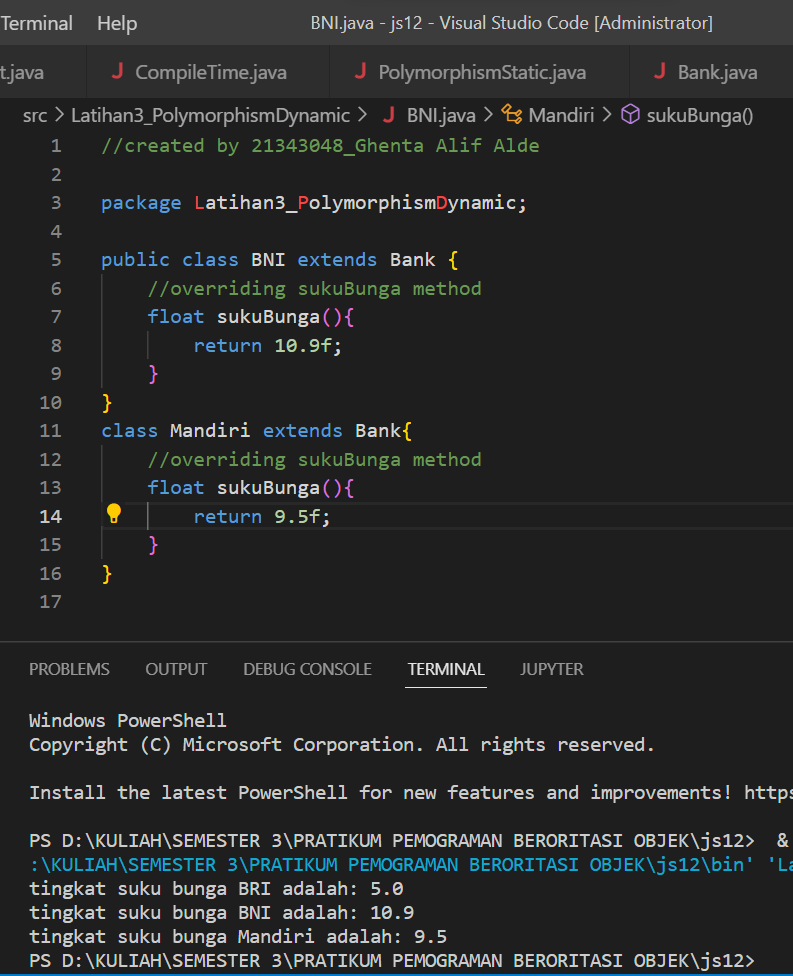 Terminal Help BNI.java - js12 - Visual Studio Code [Administrator]
t.java J CompileTime.java J PolymorphismStatic.java J Bank.java
src > Latihan3_PolymorphismDynamic > J BNI.java > Mandiri > sukuBunga()
1 //created by 21343048_Ghenta Alif Alde
2
3 package Latihan3_PolymorphismDynamic;
4
5 public class BNI extends Bank {
6 //overriding sukuBunga method
7 float sukuBunga(){
8 return 10.9f;
9 }
10 }
11 class Mandiri extends Bank{
12 //overriding sukuBunga method
13 float sukuBunga(){
14 return 9.5f;
15 }
16 }
17
PROBLEMS OUTPUT DEBUG CONSOLE TERMINAL JUPYTER
Windows PowerShell
Copyright (C) Microsoft Corporation. All rights reserved.
Install the latest PowerShell for new features and improvements! https
PS D:\KULIAH\SEMESTER 3\PRATIKUM PEMOGRAMAN BERORITASI OBJEK\js12> &
:\KULIAH\SEMESTER 3\PRATIKUM PEMOGRAMAN BERORITASI OBJEK\js12\bin' 'La
tingkat suku bunga BRI adalah: 5.0
tingkat suku bunga BNI adalah: 10.9
tingkat suku bunga Mandiri adalah: 9.5
PS D:\KULIAH\SEMESTER 3\PRATIKUM PEMOGRAMAN BERORITASI OBJEK\js12>